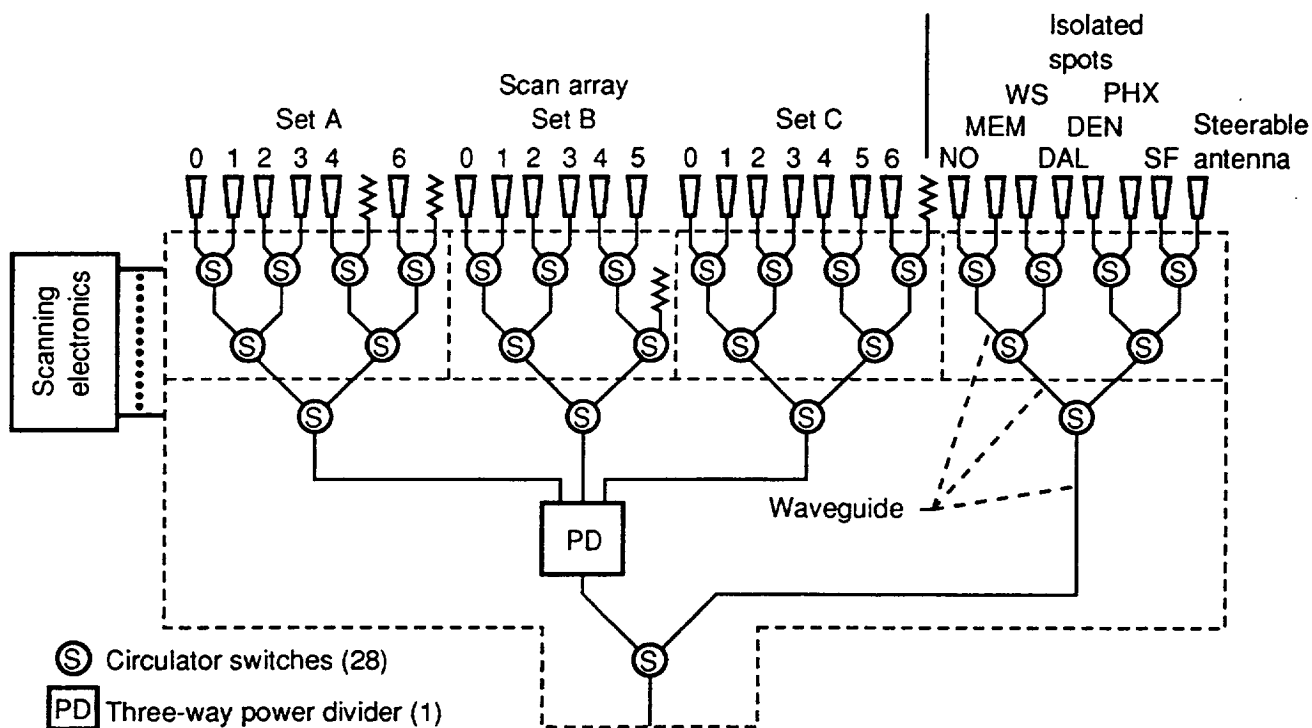 Isolated
spots
Scan array
WS PHX
Set A Set B Set C MEM DEN Steerable
0 1 2 3 4 6 0 1 2 3 4 5 0 1 2 3 4 5 6 NO DAL SF antenna
S S S S S S S S S S S S S S S
S S S S S S S S
Scanning
electronics
S S S S
Waveguide
PD
S
S Circulator switches (28)
PD Three-way power divider (1)